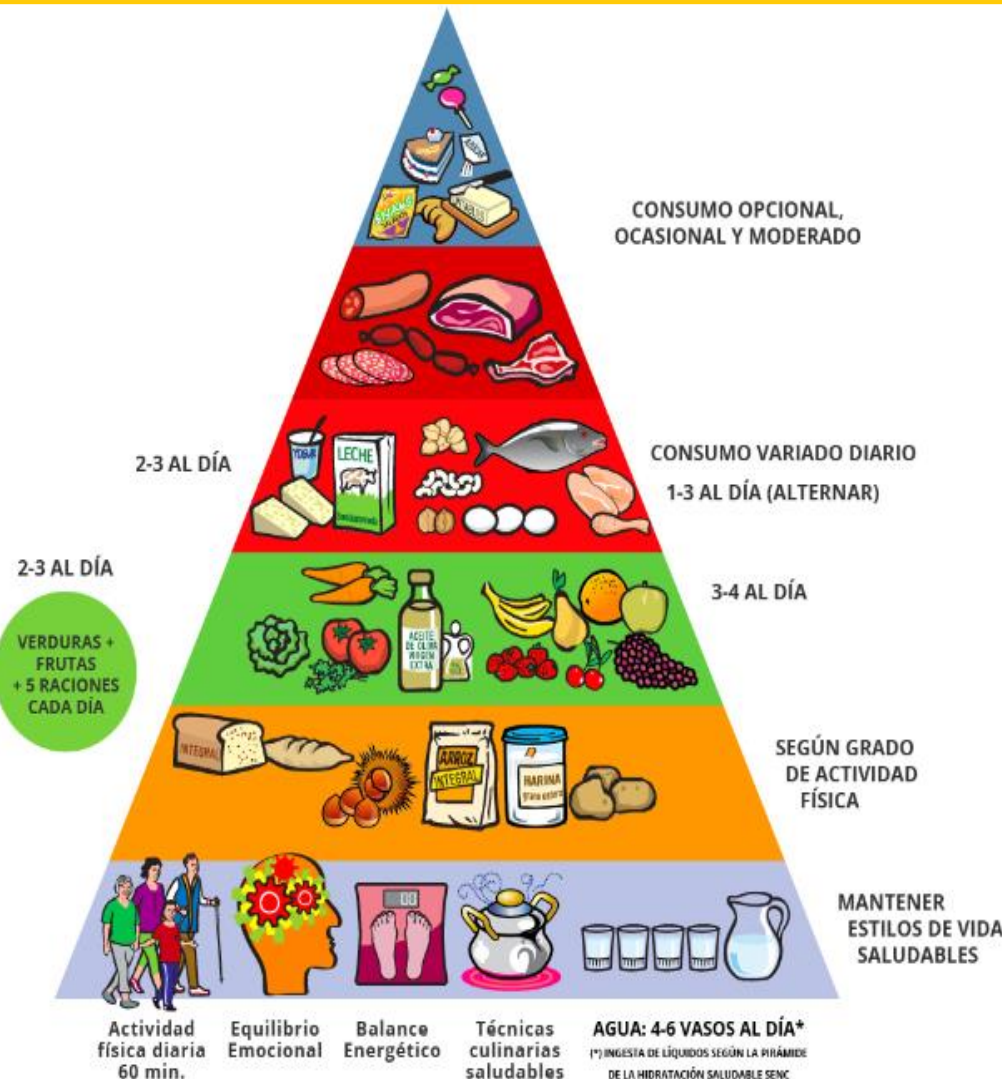 CONSUMO OPCIONAL,
OCASIONAL Y MODERADO
2-3 AL DÍA
YOGUR
LECHE
CONSUMO VARIADO DIARIO
1-3 AL DÍA (ALTERNAR)
2-3 AL DÍA
VERDURAS +
FRUTAS
+ 5 RACIONES
CADA DÍA
ACEITE
DE OLIVA
VIRGEN
EXTRA
3-4 AL DÍA
INTEGRAL
ARROZ
INTEGRAL
HARINA
SEGÚN GRADO
DE ACTIVIDAD
FÍSICA
MANTENER
ESTILOS DE VIDA
SALUDABLES
Actividad
física diaria
60 min.
Equilibrio
Emocional
Balance
Energético
Técnicas
culinarias
saludables
AGUA: 4-6 VASOS AL DÍA*
(*) INGESTA DE LÍQUIDOS SEGÚN LA PIRÁMIDE
DE LA HIDRATACIÓN SALUDABLE SENC